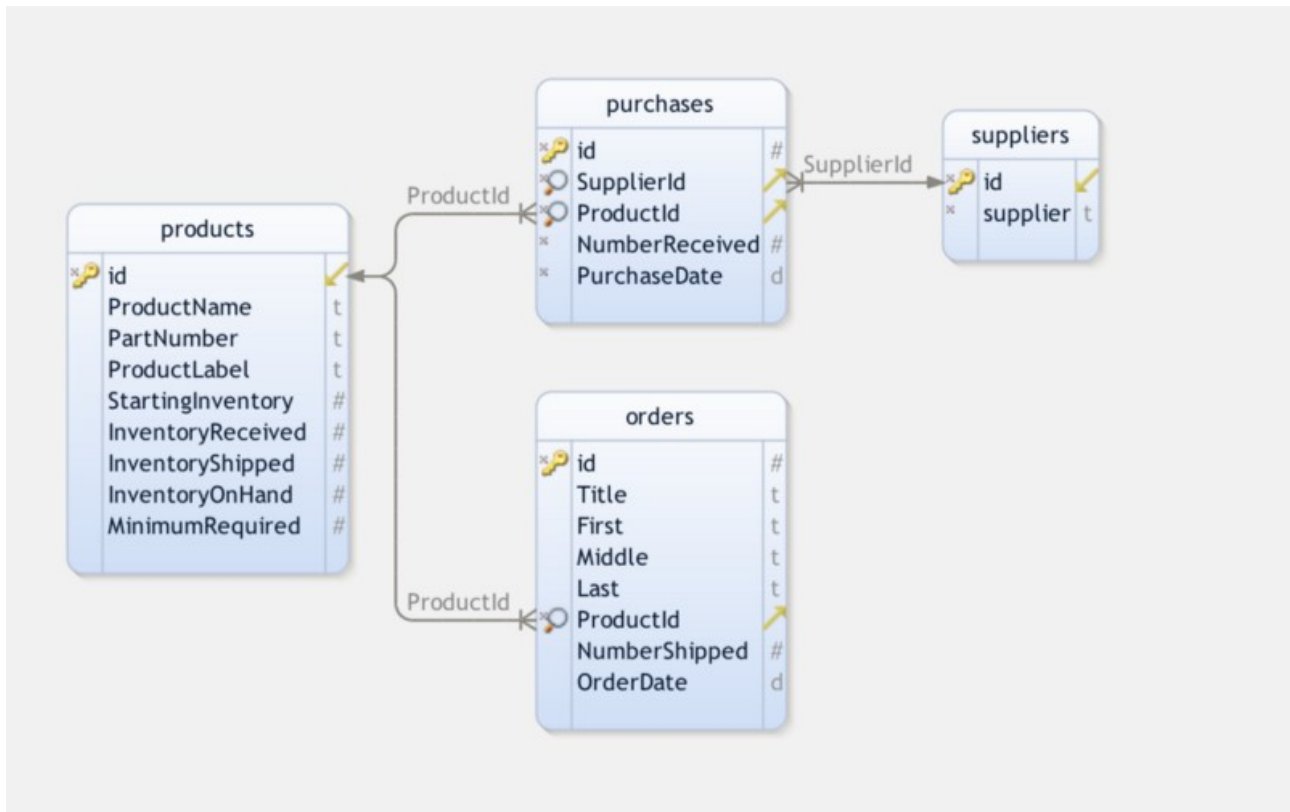 products
id
ProductName t
PartNumber t
ProductLabel t
StartingInventory #
InventoryReceived #
InventoryShipped #
InventoryOnHand #
MinimumRequired #
ProductId
ProductId
purchases
id #
SupplierId
ProductId
NumberReceived #
PurchaseDate d
SupplierId
suppliers
id
supplier t
orders
id #
Title t
First t
Middle t
Last t
ProductId
NumberShipped #
OrderDate d